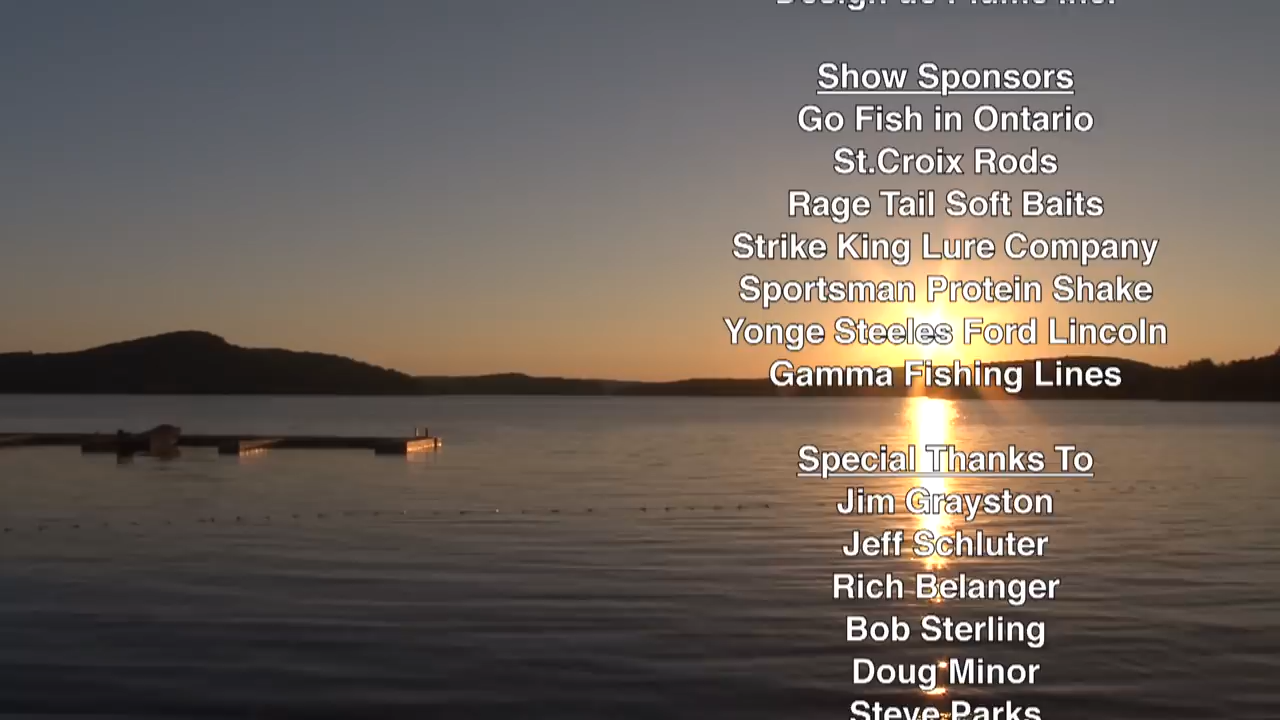 Show Sponsors
Go Fish in Ontario
St.Croix Rods
Rage Tail Soft Baits
Strike King Lure Company
Sportsman Protein Shake
Yonge Steeles Ford Lincoln
Gamma Fishing Lines
Special Thanks To
Jim Grayston
Jeff Schluter
Rich Belanger
Bob Sterling
Doug Minor
Steve Parks